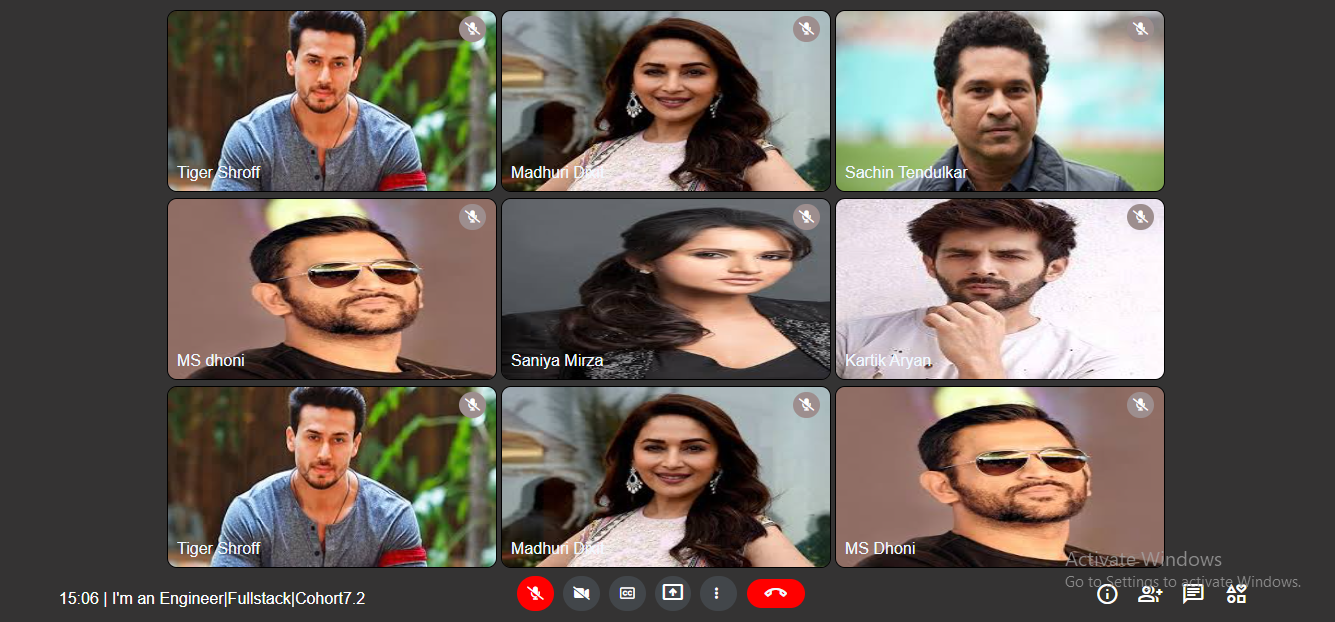 Tiger Shroff
Madhuri Dixit
Sachin Tendulkar
MS dhoni
Saniya Mirza
Kartik Aryan
Tiger Shroff
Madhuri Dixit
MS Dhoni
Activate Windows
Go to Settings to activate Windows.
15:06 | I'm an Engineer|Fullstack|Cohort7.2
CC